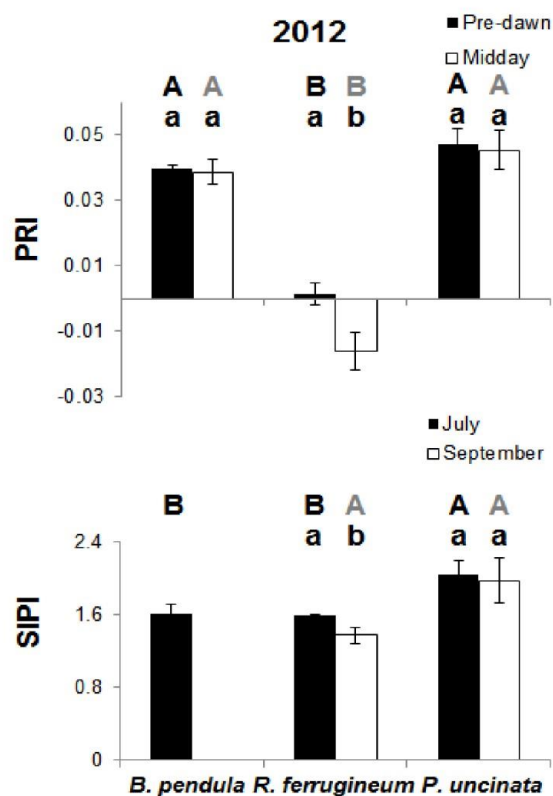 2012
Pre-dawn
Midday
A A B B A A
a a a b a a
PRI
0.05
0.03
0.01
-0.01
-0.03
July
September
B B A A A
a b a a
SIPI
2.4
1.6
0.8
0
B. pendula R. ferrugineum P. uncinata